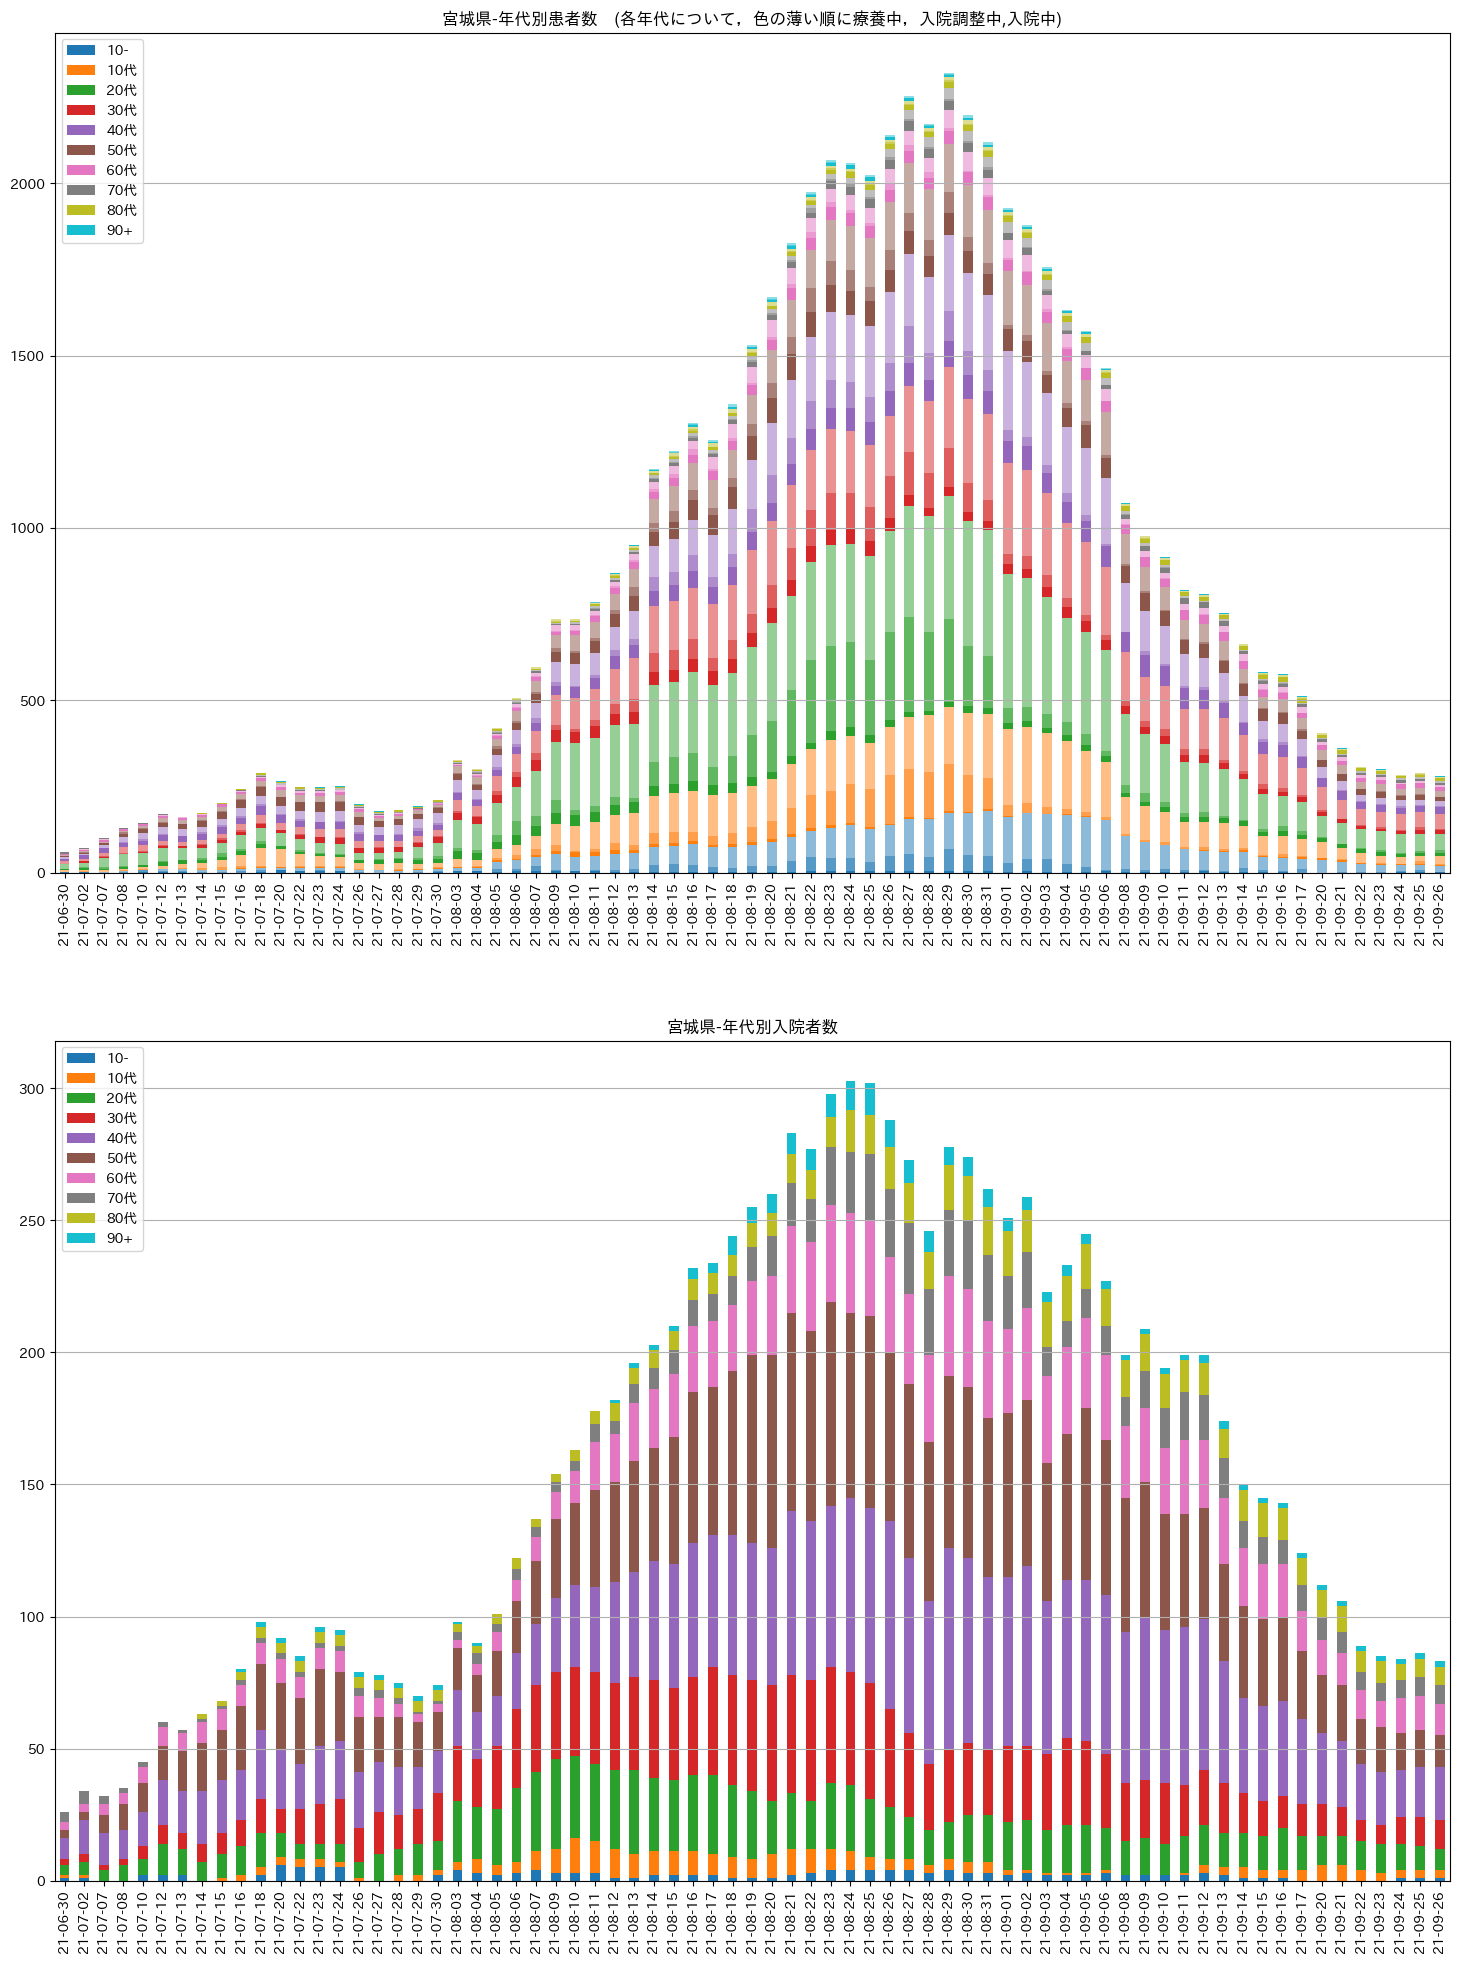 宮城県-年代別患者数　(各年代について，色の薄い順に療養中，入院調整中,入院中)
10-
10代
20代
30代
40代
50代
60代
70代
80代
90+
2000
1500
1000
500
0
21-06-30 21-07-02 21-07-07 21-07-08 21-07-10 21-07-12 21-07-13 21-07-14 21-07-15 21-07-16 21-07-18 21-07-20 21-07-22 21-07-23 21-07-24 21-07-26 21-07-27 21-07-28 21-07-29 21-07-30 21-08-03 21-08-04 21-08-05 21-08-06 21-08-07 21-08-09 21-08-10 21-08-11 21-08-12 21-08-13 21-08-14 21-08-15 21-08-16 21-08-17 21-08-18 21-08-19 21-08-20 21-08-21 21-08-22 21-08-23 21-08-24 21-08-25 21-08-26 21-08-27 21-08-28 21-08-29 21-08-30 21-08-31 21-09-01 21-09-02 21-09-03 21-09-04 21-09-05 21-09-06 21-09-08 21-09-09 21-09-10 21-09-11 21-09-12 21-09-13 21-09-14 21-09-15 21-09-16 21-09-17 21-09-20 21-09-21 21-09-22 21-09-23 21-09-24 21-09-25 21-09-26
宮城県-年代別入院者数
10-
10代
20代
30代
40代
50代
60代
70代
80代
90+
300
250
200
150
100
50
0
21-06-30 21-07-02 21-07-07 21-07-08 21-07-10 21-07-12 21-07-13 21-07-14 21-07-15 21-07-16 21-07-18 21-07-20 21-07-22 21-07-23 21-07-24 21-07-26 21-07-27 21-07-28 21-07-29 21-07-30 21-08-03 21-08-04 21-08-05 21-08-06 21-08-07 21-08-09 21-08-10 21-08-11 21-08-12 21-08-13 21-08-14 21-08-15 21-08-16 21-08-17 21-08-18 21-08-19 21-08-20 21-08-21 21-08-22 21-08-23 21-08-24 21-08-25 21-08-26 21-08-27 21-08-28 21-08-29 21-08-30 21-08-31 21-09-01 21-09-02 21-09-03 21-09-04 21-09-05 21-09-06 21-09-08 21-09-09 21-09-10 21-09-11 21-09-12 21-09-13 21-09-14 21-09-15 21-09-16 21-09-17 21-09-20 21-09-21 21-09-22 21-09-23 21-09-24 21-09-25 21-09-26